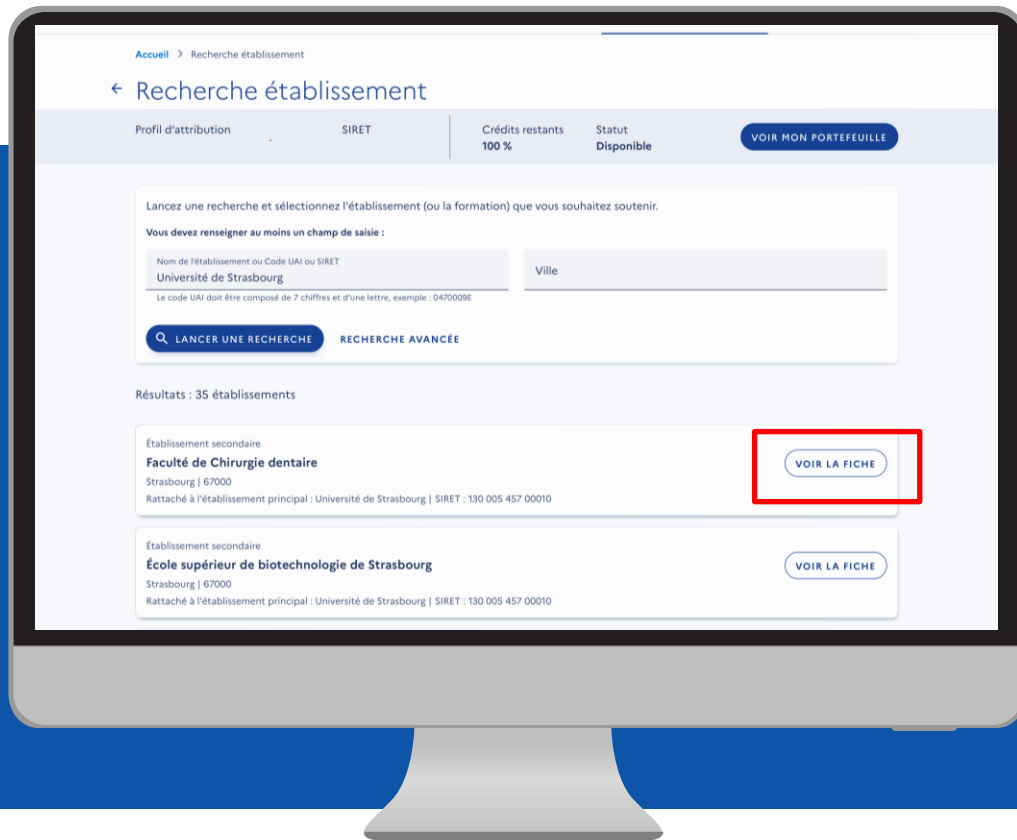 Accueil > Recherche établissement
← Recherche établissement
Profil d'attribution
SIRET
Crédits restants
100 %
Statut
Disponible
VOIR MON PORTEFEUILLE
Lancez une recherche et sélectionnez l'établissement (ou la formation) que vous souhaitez soutenir.
Vous devez renseigner au moins un champ de saisie :
Nom de l'établissement ou Code UAI ou SIRET
Université de Strasbourg
Ville
Le code UAI doit être composé de 7 chiffres et d'une lettre, exemple : 0470009E
LANCER UNE RECHERCHE
RECHERCHE AVANCÉE
Résultats : 35 établissements
Établissement secondaire
Faculté de Chirurgie dentaire
Strasbourg | 67000
Rattaché à l'établissement principal : Université de Strasbourg | SIRET : 130 005 457 00010
VOIR LA FICHE
Établissement secondaire
École supérieur de biotechnologie de Strasbourg
Strasbourg | 67000
Rattaché à l'établissement principal : Université de Strasbourg | SIRET : 130 005 457 00010
VOIR LA FICHE